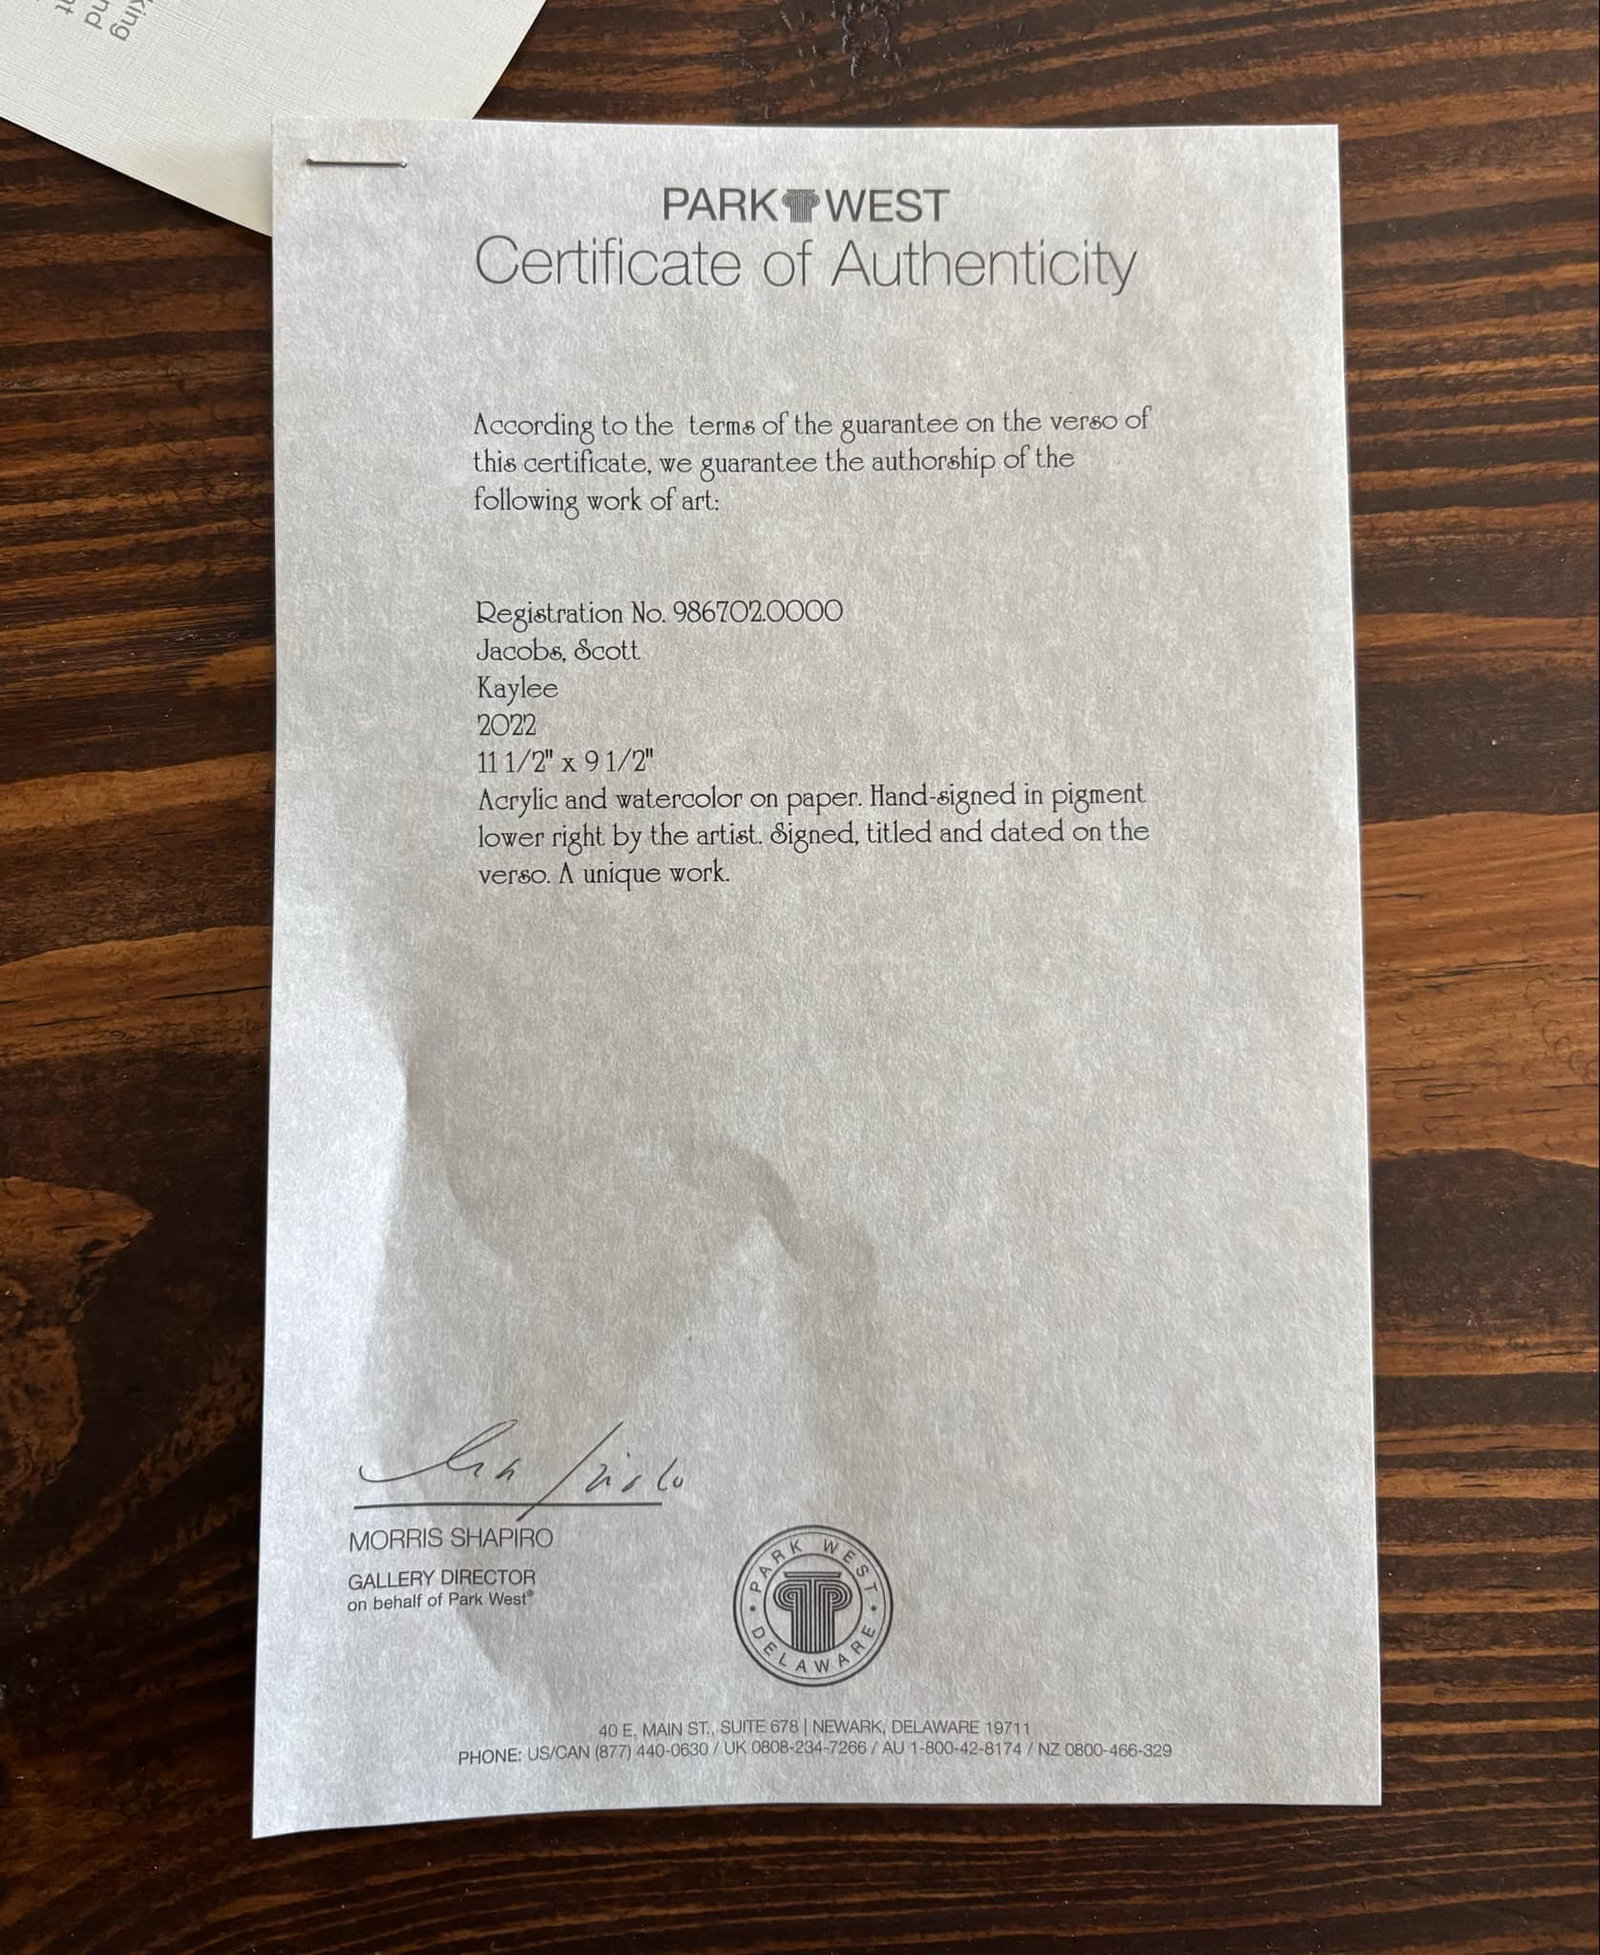 king
nd
nt
PARK WEST
Certificate of Authenticity
According to the terms of the guarantee on the verso of
this certificate, we guarantee the authorship of the
following work of art:
Registration No. 986702.0000
Jacobs, Scott
Kaylee
2022
11 1/2" x 9 1/2"
Acrylic and watercolor on paper. Hand-signed in pigment
lower right by the artist. Signed, titled and dated on the
verso. A unique work.
MORRIS SHAPIRO
GALLERY DIRECTOR
on behalf of Park West®
PARK WEST
DELAWARE
40 E. MAIN ST., SUITE 678 | NEWARK, DELAWARE 19711
PHONE: US/CAN (877) 440-0630 / UK 0808-234-7266 / AU 1-800-42-8174 / NZ 0800-466-329